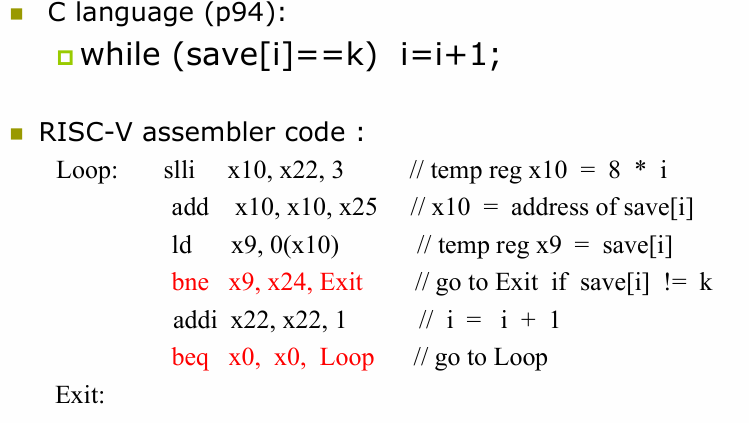 C language (p94):
while (save[i]==k) i=i+1;
RISC-V assembler code :
Loop: slli x10, x22, 3 // temp reg x10 = 8 * i
add x10, x10, x25 // x10 = address of save[i]
ld x9, 0(x10) // temp reg x9 = save[i]
bne x9, x24, Exit // go to Exit if save[i] != k
addi x22, x22, 1 // i = i + 1
beq x0, x0, Loop // go to Loop
Exit: